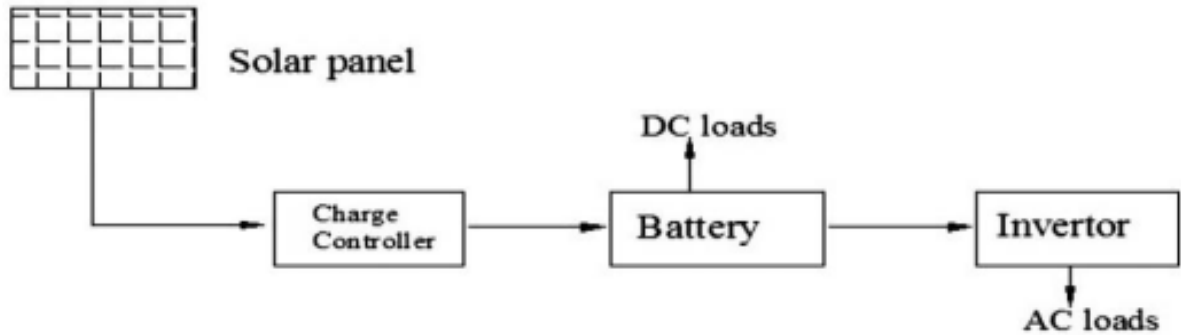 Solar panel
DC loads
Charge
Controller
Battery
Invertor
AC loads